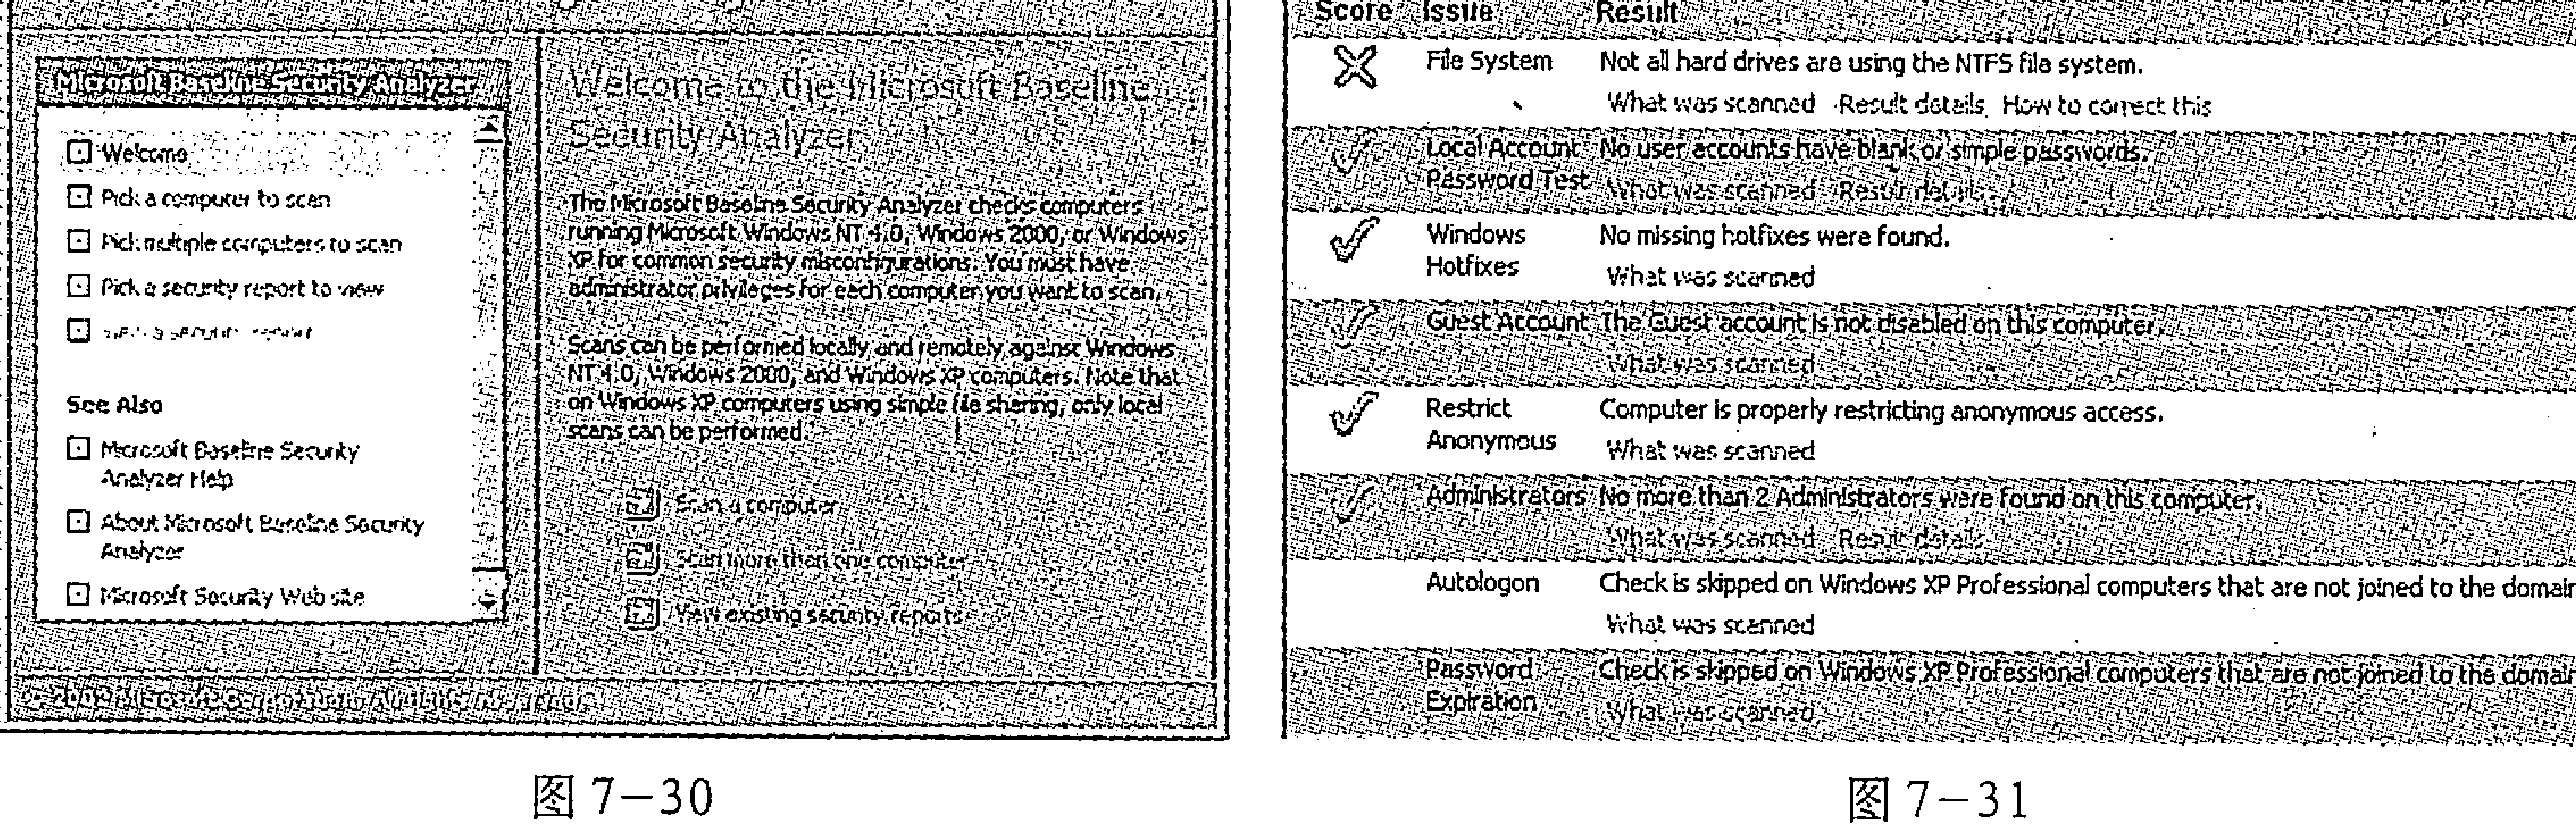 Microsoft Baseline Security Analyzer
Welcome
Pick a computer to scan
Pick multiple computers to scan
Pick a security report to view
View a security report
See Also
Microsoft Baseline Security
Analyzer Help
About Microsoft Baseline Security
Analyzer
Microsoft Security Web site
Welcome to the Microsoft Baseline
Security Analyzer
The Microsoft Baseline Security Analyzer checks computers
running Microsoft Windows NT 4.0, Windows 2000, or Windows
XP for common security misconfigurations. You must have
administrator privileges for each computer you want to scan.
Scans can be performed locally and remotely against Windows
NT 4.0, Windows 2000, and Windows XP computers. Note that
on Windows XP computers using simple file sharing, only local
scans can be performed.
Scan a computer
Scan more than one computer
View existing security reports
© 2002 Microsoft Corporation. All rights reserved.
图 7-30
Score Issue Result
File System Not all hard drives are using the NTFS file system.
What was scanned Result details How to correct this
Local Account No user accounts have blank or simple passwords.
Password Test What was scanned Result details
Windows No missing hotfixes were found.
Hotfixes What was scanned
Guest Account The Guest account is not disabled on this computer.
What was scanned
Restrict Computer is properly restricting anonymous access.
Anonymous What was scanned
Administrators No more than 2 Administrators were found on this computer.
What was scanned Result details
Autologon Check is skipped on Windows XP Professional computers that are not joined to the domain
What was scanned
Password Check is skipped on Windows XP Professional computers that are not joined to the domain
Expiration What was scanned
图 7-31